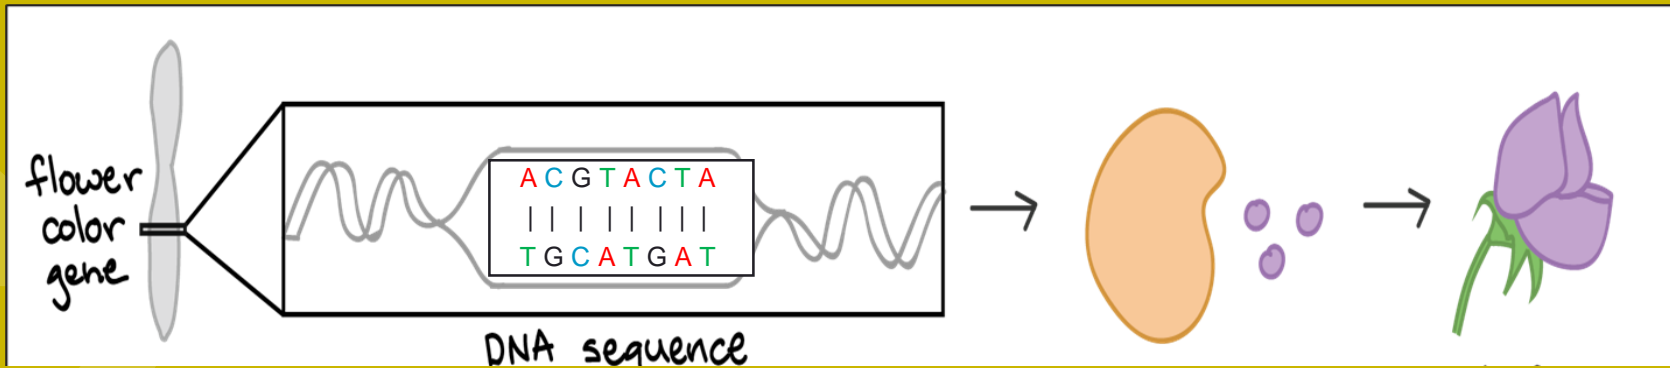 flower
color
gene
A C G T A C T A
T G C A T G A T
DNA sequence